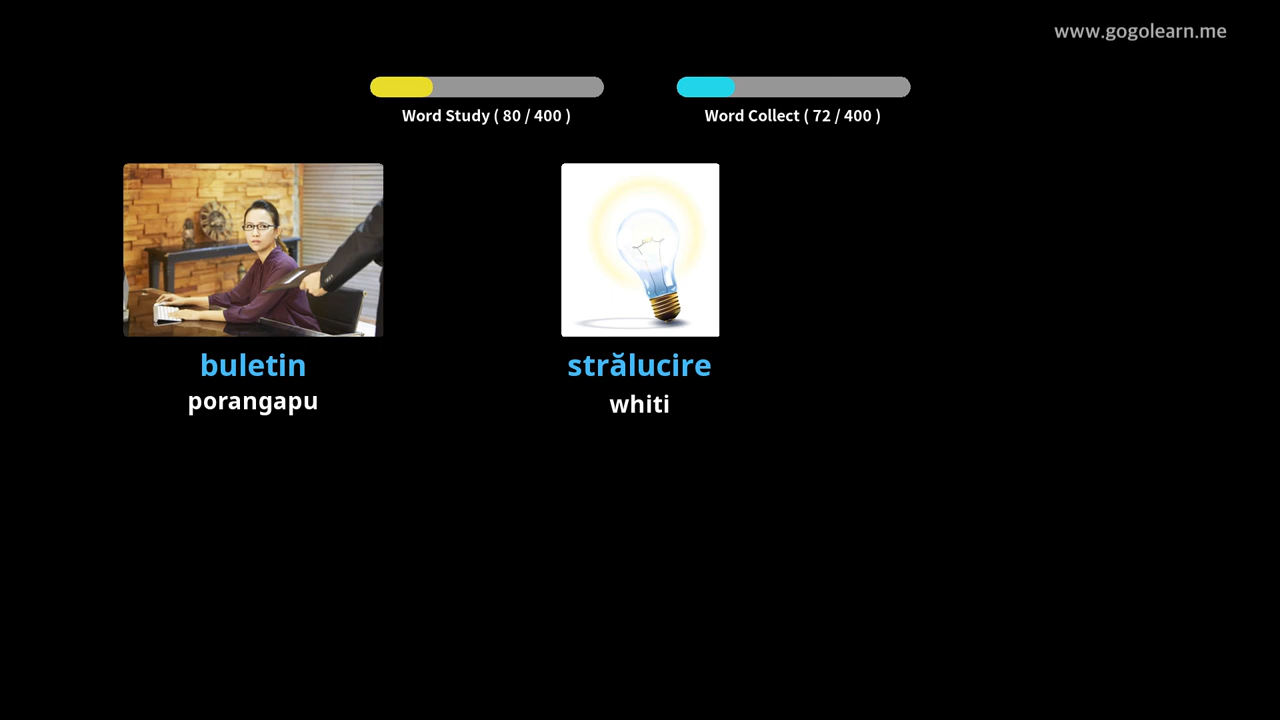 www.gogolearn.me
Word Study ( 80 / 400 )
Word Collect ( 72 / 400 )
buletin
porangapu
strălucire
whiti